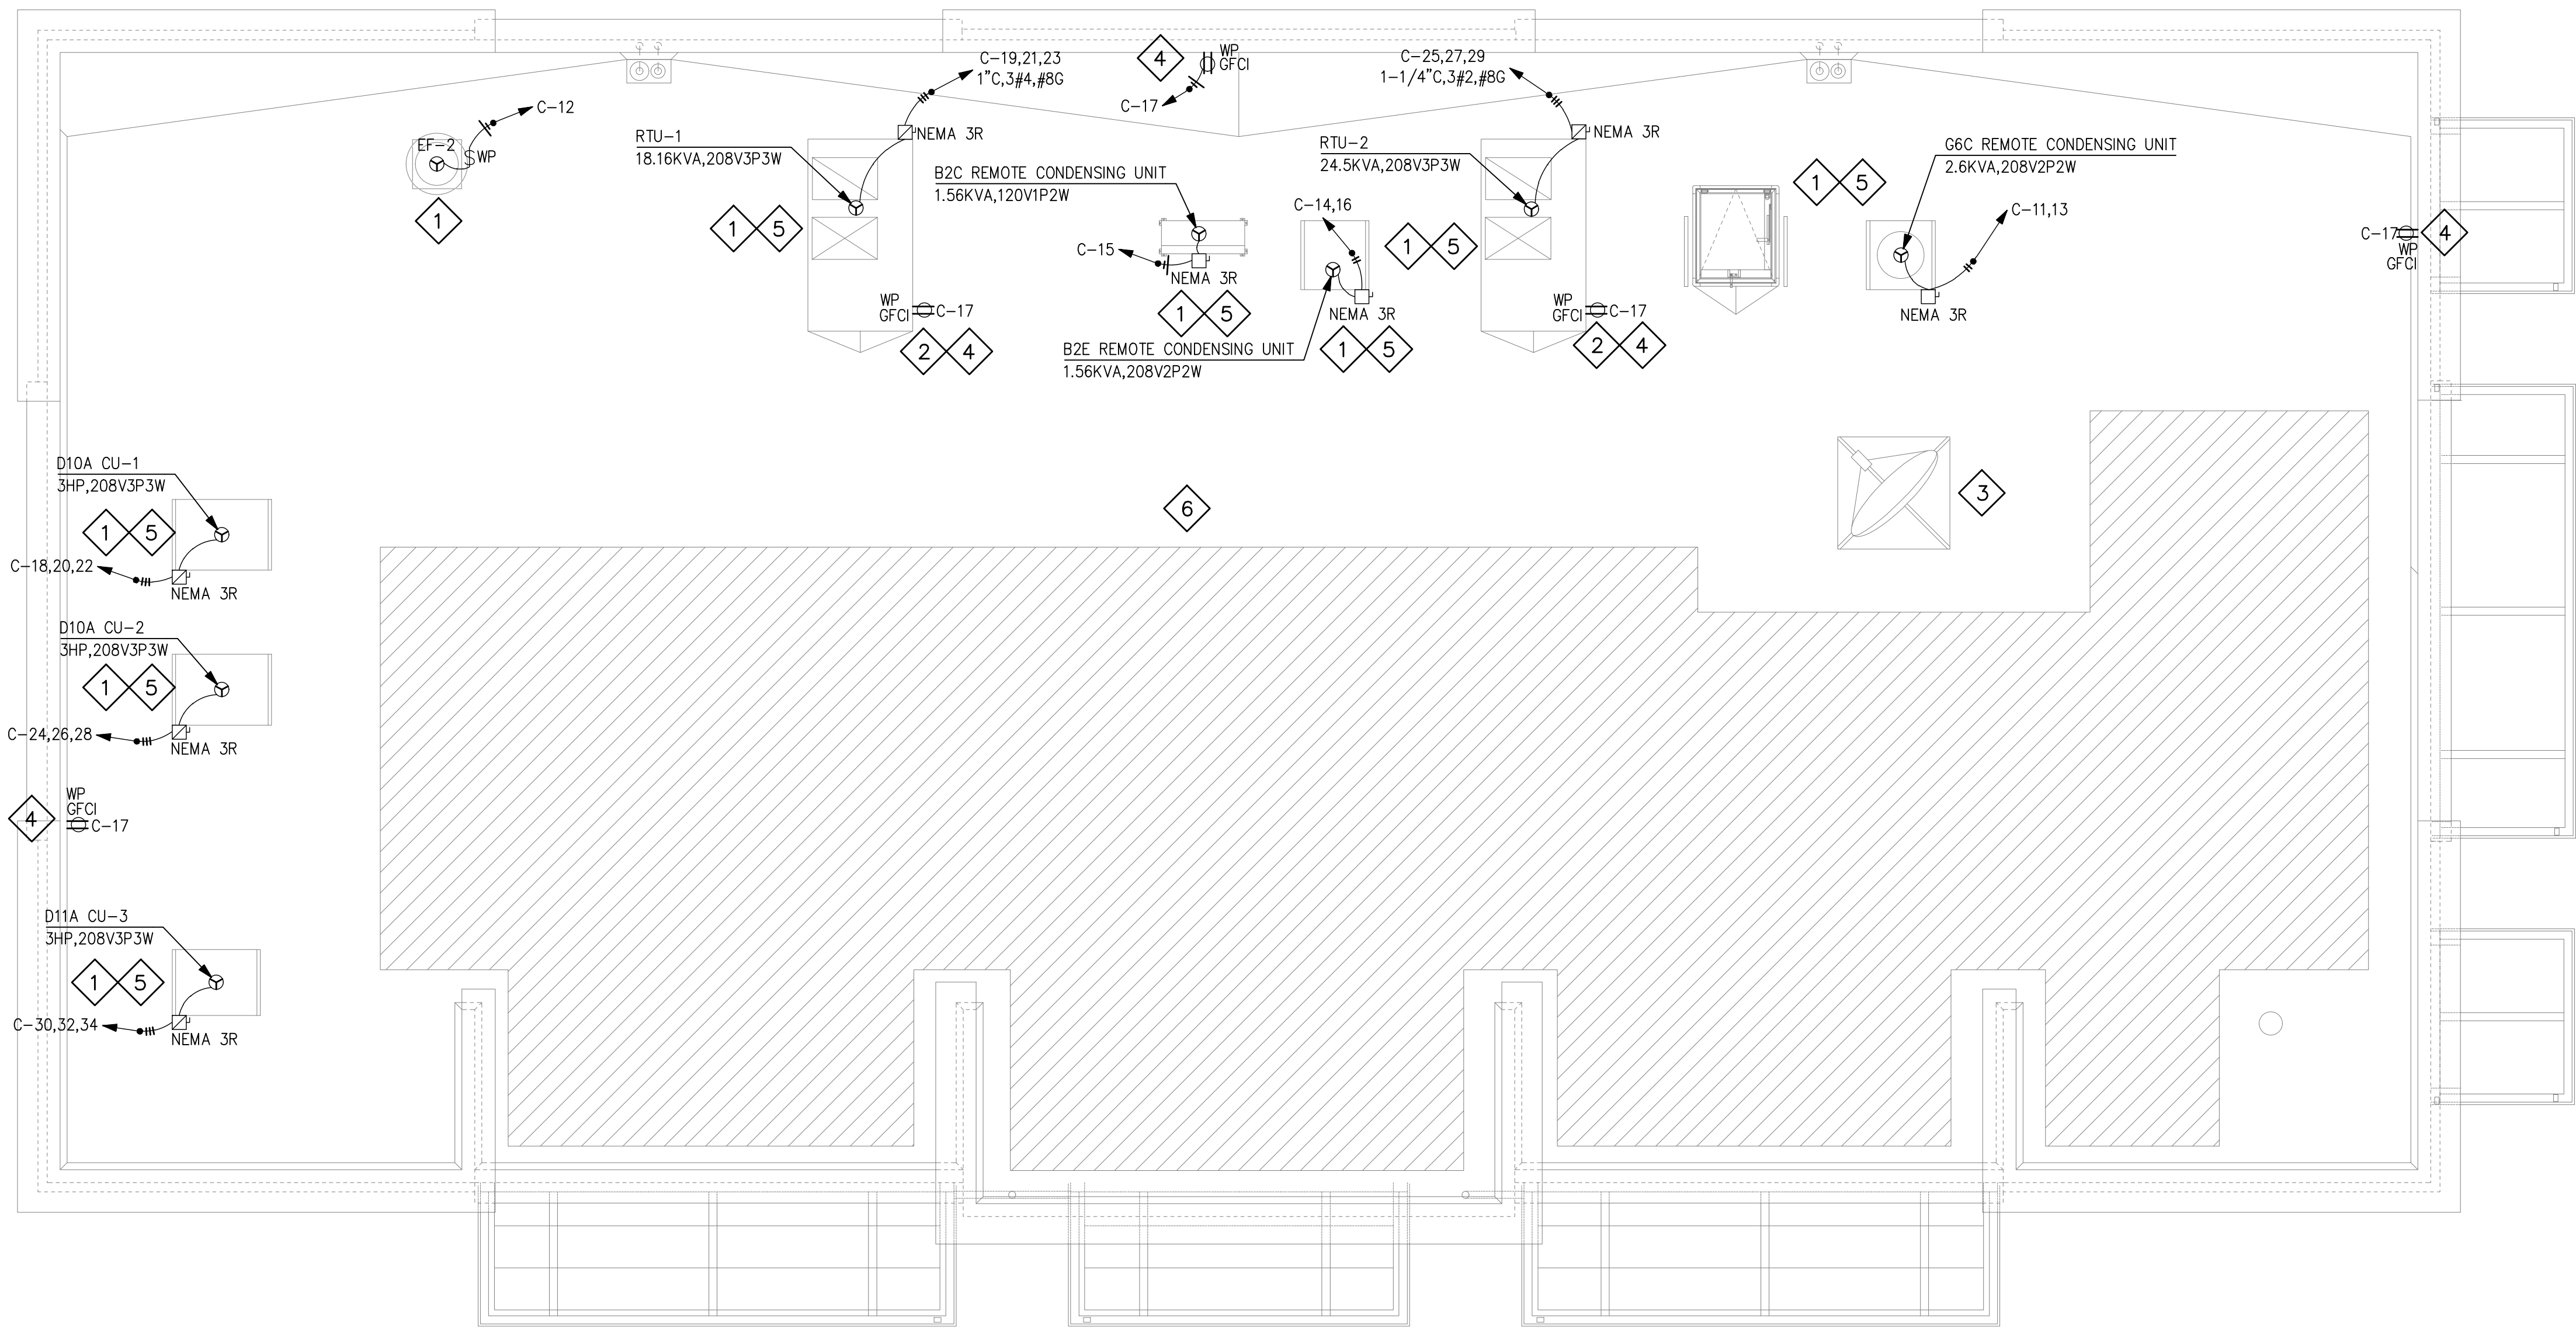 C-19,21,23
1"C,3#4,#8G
4
WP
GFCI
C-17
C-25,27,29
1-1/4"C,3#2,#8G
C-12
EF-2
WP
1
RTU-1
18.16KVA,208V3P3W
NEMA 3R
1 5
B2C REMOTE CONDENSING UNIT
1.56KVA,120V1P2W
C-15
NEMA 3R
1 5
C-14,16
RTU-2
24.5KVA,208V3P3W
NEMA 3R
1 5
G6C REMOTE CONDENSING UNIT
2.6KVA,208V2P2W
1 5
C-11,13
NEMA 3R
C-17
4
WP
GFCI
WP
GFCI
C-17
2 4
B2E REMOTE CONDENSING UNIT
1.56KVA,208V2P2W
NEMA 3R
1 5
WP
GFCI
C-17
2 4
D10A CU-1
3HP,208V3P3W
1 5
C-18,20,22
NEMA 3R
6
3
D10A CU-2
3HP,208V3P3W
1 5
C-24,26,28
NEMA 3R
WP
GFCI
4
C-17
D11A CU-3
3HP,208V3P3W
1 5
C-30,32,34
NEMA 3R